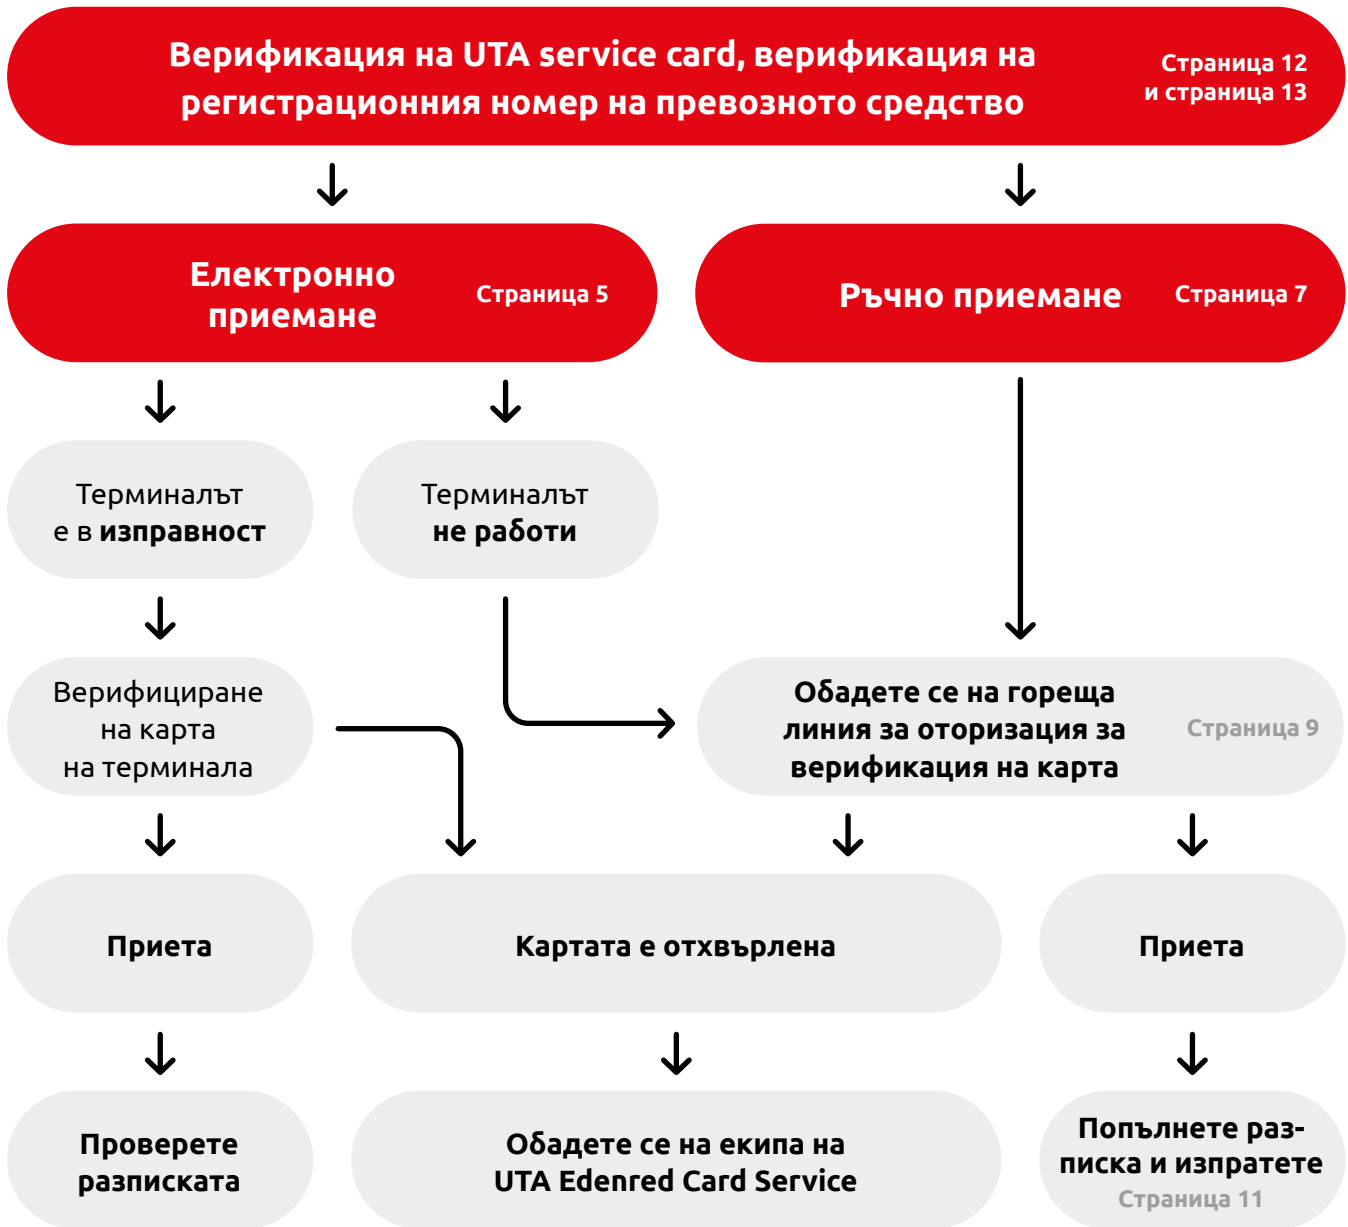 Верификация на UTA service card, верификация на
регистрационния номер на превозното средство
Страница 12
и страница 13
Електронно
приемане
Страница 5
Ръчно приемане
Страница 7
Терминалът
е в изправност
Терминалът
не работи
Верифициране
на карта
на терминала
Обадете се на гореща
линия за оторизация за
верификация на карта
Страница 9
Приета
Картата е отхвърлена
Приета
Проверете
разписката
Обадете се на екипа на
UTA Edenred Card Service
Попълнете раз-
писка и изпратете
Страница 11